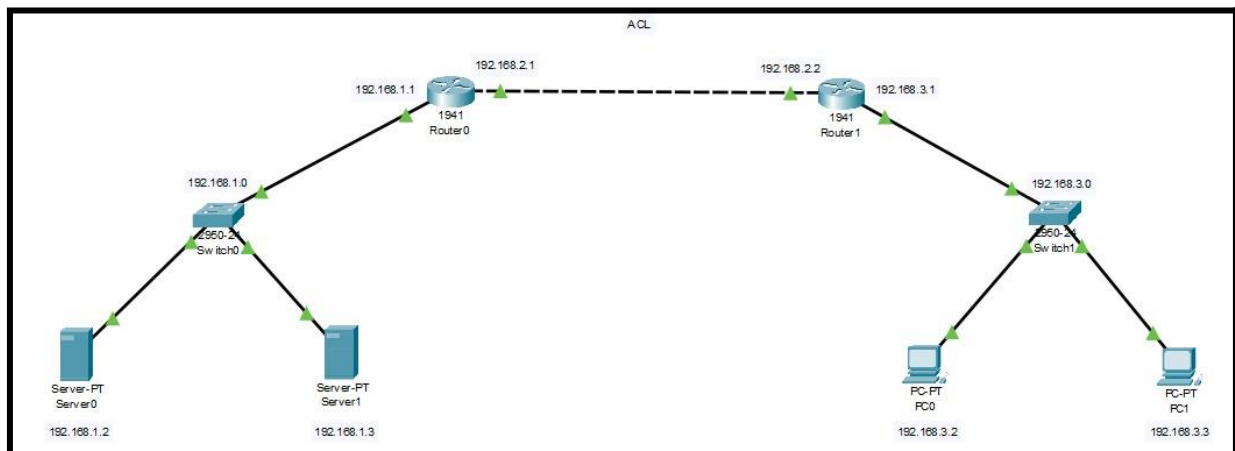 ACL
192.168.2.1
192.168.2.2
192.168.1.1
192.168.3.1
1941
Router0
1941
Router1
192.168.1.0
192.168.3.0
2950-24
Switch0
2950-24
Switch1
Server-PT
Server0
Server-PT
Server1
PC-PT
PC0
PC-PT
PC1
192.168.1.2
192.168.1.3
192.168.3.2
192.168.3.3